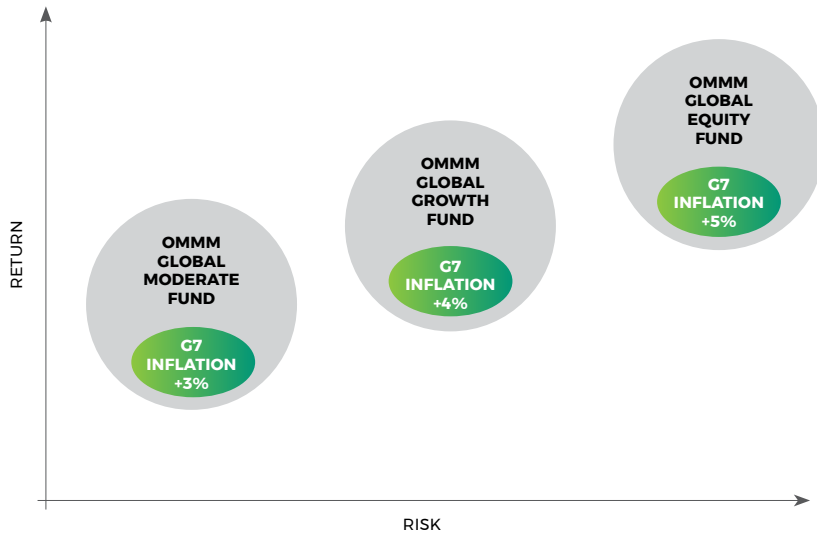 RETURN
OMMM
GLOBAL
MODERATE
FUND
G7
INFLATION
+3%
OMMM
GLOBAL
GROWTH
FUND
G7
INFLATION
+4%
OMMM
GLOBAL
EQUITY
FUND
G7
INFLATION
+5%
RISK